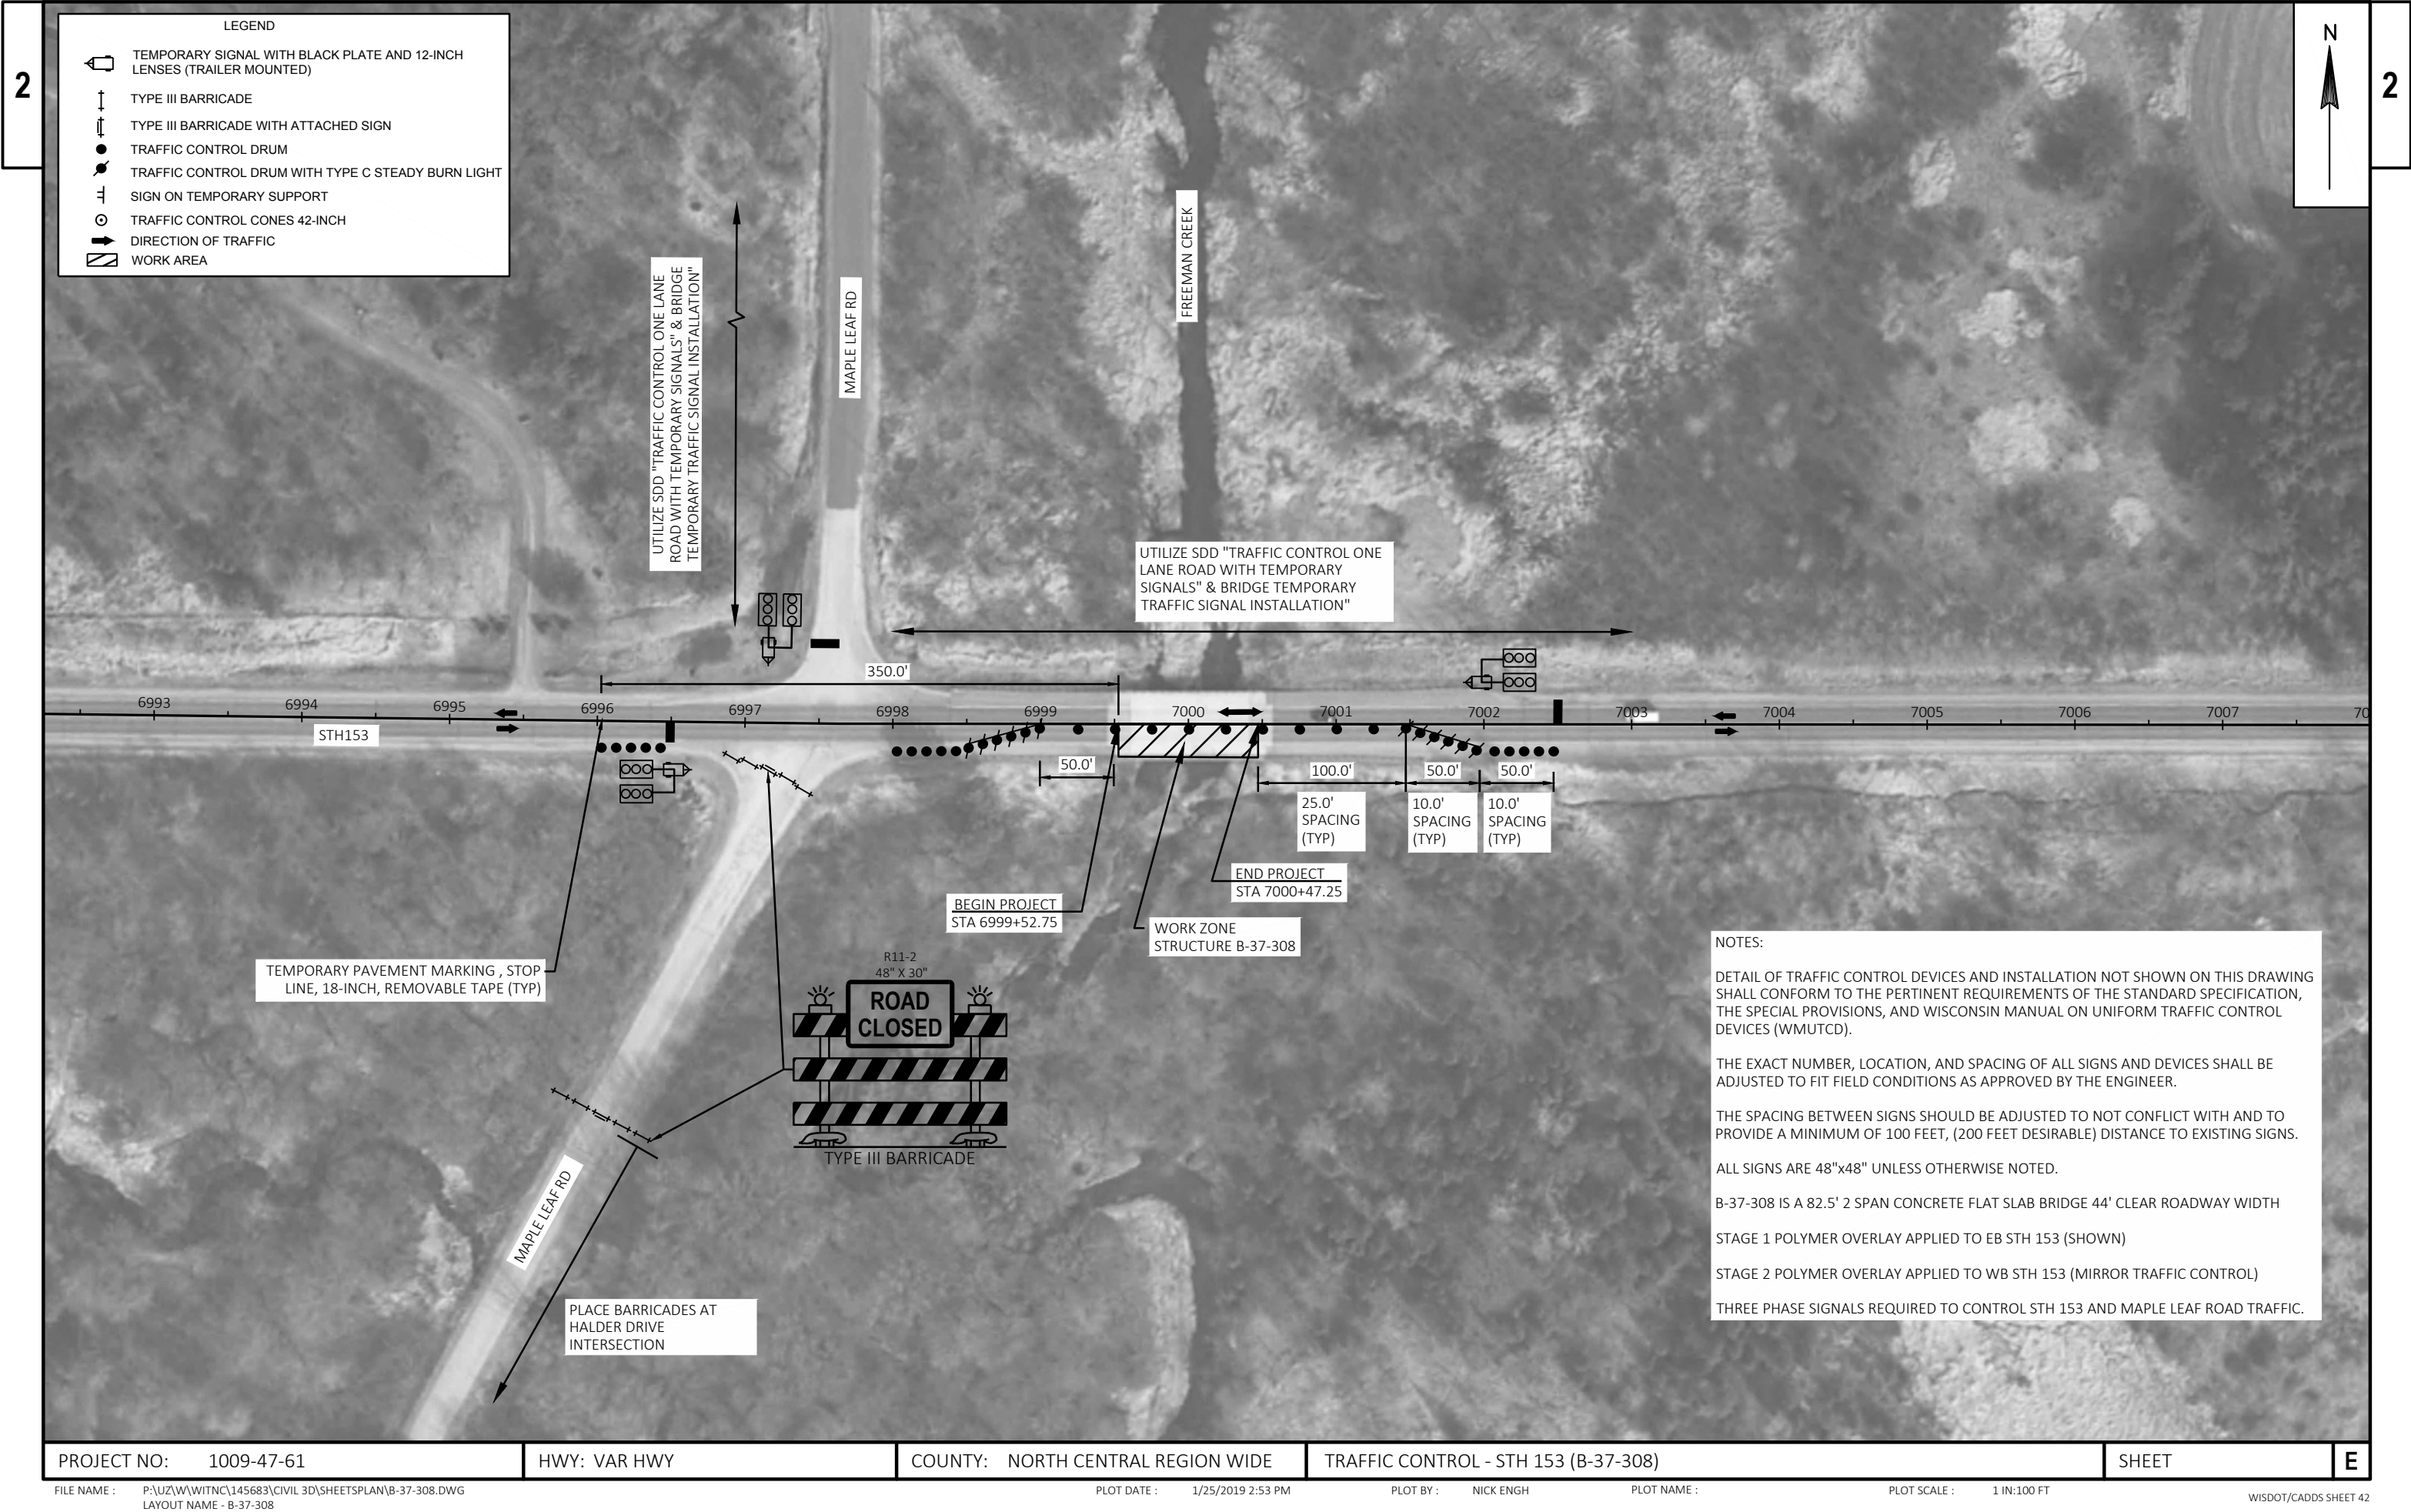 2
LEGEND
TEMPORARY SIGNAL WITH BLACK PLATE AND 12-INCH
LENSES (TRAILER MOUNTED)
TYPE III BARRICADE
TYPE III BARRICADE WITH ATTACHED SIGN
TRAFFIC CONTROL DRUM
TRAFFIC CONTROL DRUM WITH TYPE C STEADY BURN LIGHT
SIGN ON TEMPORARY SUPPORT
TRAFFIC CONTROL CONES 42-INCH
DIRECTION OF TRAFFIC
WORK AREA
N
2
UTILIZE SDD "TRAFFIC CONTROL ONE LANE
ROAD WITH TEMPORARY SIGNALS" & BRIDGE
TEMPORARY TRAFFIC SIGNAL INSTALLATION"
MAPLE LEAF RD
FREEMAN CREEK
UTILIZE SDD "TRAFFIC CONTROL ONE
LANE ROAD WITH TEMPORARY
SIGNALS" & BRIDGE TEMPORARY
TRAFFIC SIGNAL INSTALLATION"
350.0'
6993
6994
6995
6996
6997
6998
6999
7000
7001
7002
7003
7004
7005
7006
7007
70
STH153
50.0'
100.0'
50.0'
50.0'
25.0'
SPACING
(TYP)
10.0'
SPACING
(TYP)
10.0'
SPACING
(TYP)
END PROJECT
STA 7000+47.25
BEGIN PROJECT
STA 6999+52.75
WORK ZONE
STRUCTURE B-37-308
TEMPORARY PAVEMENT MARKING , STOP
LINE, 18-INCH, REMOVABLE TAPE (TYP)
R11-2
48" X 30"
ROAD
CLOSED
TYPE III BARRICADE
MAPLE LEAF RD
PLACE BARRICADES AT
HALDER DRIVE
INTERSECTION
NOTES:
DETAIL OF TRAFFIC CONTROL DEVICES AND INSTALLATION NOT SHOWN ON THIS DRAWING
SHALL CONFORM TO THE PERTINENT REQUIREMENTS OF THE STANDARD SPECIFICATION,
THE SPECIAL PROVISIONS, AND WISCONSIN MANUAL ON UNIFORM TRAFFIC CONTROL
DEVICES (WMUTCD).
THE EXACT NUMBER, LOCATION, AND SPACING OF ALL SIGNS AND DEVICES SHALL BE
ADJUSTED TO FIT FIELD CONDITIONS AS APPROVED BY THE ENGINEER.
THE SPACING BETWEEN SIGNS SHOULD BE ADJUSTED TO NOT CONFLICT WITH AND TO
PROVIDE A MINIMUM OF 100 FEET, (200 FEET DESIRABLE) DISTANCE TO EXISTING SIGNS.
ALL SIGNS ARE 48"x48" UNLESS OTHERWISE NOTED.
B-37-308 IS A 82.5' 2 SPAN CONCRETE FLAT SLAB BRIDGE 44' CLEAR ROADWAY WIDTH
STAGE 1 POLYMER OVERLAY APPLIED TO EB STH 153 (SHOWN)
STAGE 2 POLYMER OVERLAY APPLIED TO WB STH 153 (MIRROR TRAFFIC CONTROL)
THREE PHASE SIGNALS REQUIRED TO CONTROL STH 153 AND MAPLE LEAF ROAD TRAFFIC.
PROJECT NO: 1009-47-61
HWY: VAR HWY
COUNTY: NORTH CENTRAL REGION WIDE
TRAFFIC CONTROL - STH 153 (B-37-308)
SHEET
E
FILE NAME : P:\UZ\W\WITNC\145683\CIVIL 3D\SHEETSPLAN\B-37-308.DWG
LAYOUT NAME - B-37-308
PLOT DATE : 1/25/2019 2:53 PM
PLOT BY : NICK ENGH
PLOT NAME :
PLOT SCALE : 1 IN:100 FT
WISDOT/CADDS SHEET 42